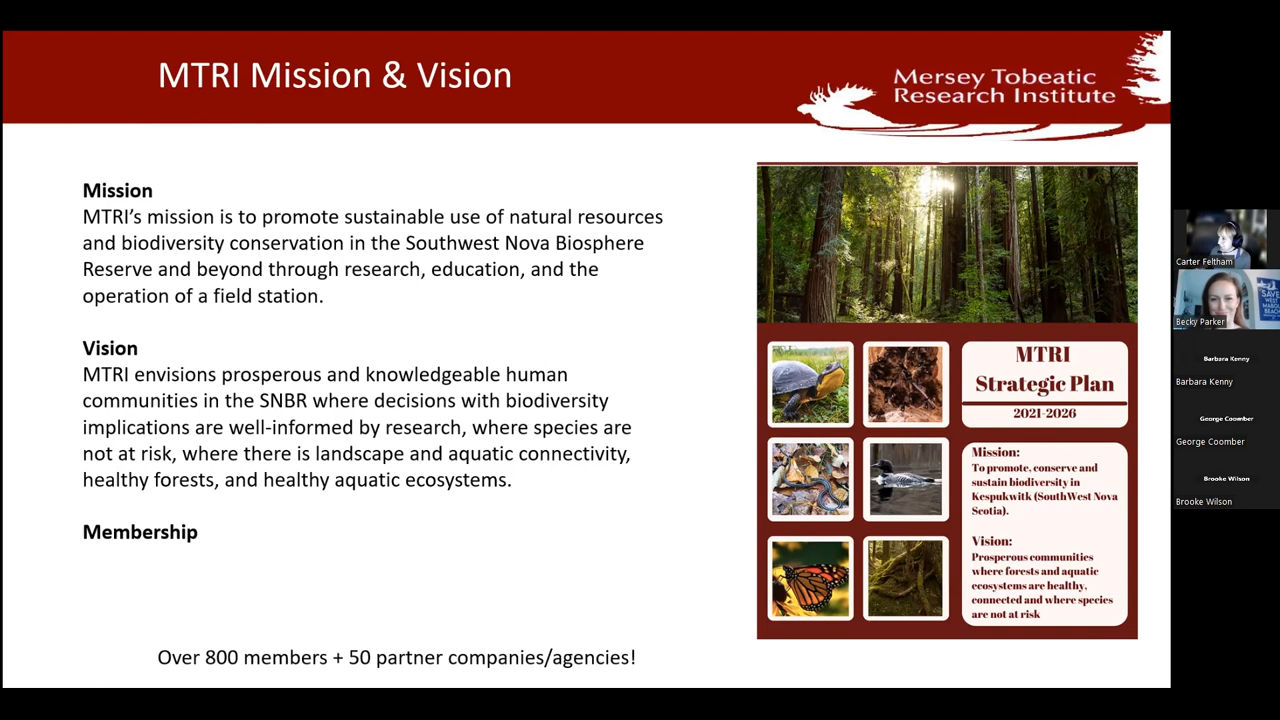 MTRI Mission & Vision
Mersey Tobeatic
Research Institute
Mission
MTRI’s mission is to promote sustainable use of natural resources
and biodiversity conservation in the Southwest Nova Biosphere
Reserve and beyond through research, education, and the
operation of a field station.
Vision
MTRI envisions prosperous and knowledgeable human
communities in the SNBR where decisions with biodiversity
implications are well-informed by research, where species are
not at risk, where there is landscape and aquatic connectivity,
healthy forests, and healthy aquatic ecosystems.
Membership
Over 800 members + 50 partner companies/agencies!
MTRI
Strategic Plan
2021-2026
Mission:
To promote, conserve and
sustain biodiversity in
Kespukwitk (SouthWest Nova
Scotia).
Vision:
Prosperous communities
where forests and aquatic
ecosystems are healthy,
connected and where species
are not at risk
Carter Feltham
SAVE
WEST
MABOU
BEACH
Becky Parker
Barbara Kenny
Barbara Kenny
George Coomber
George Coomber
Brooke Wilson
Brooke Wilson